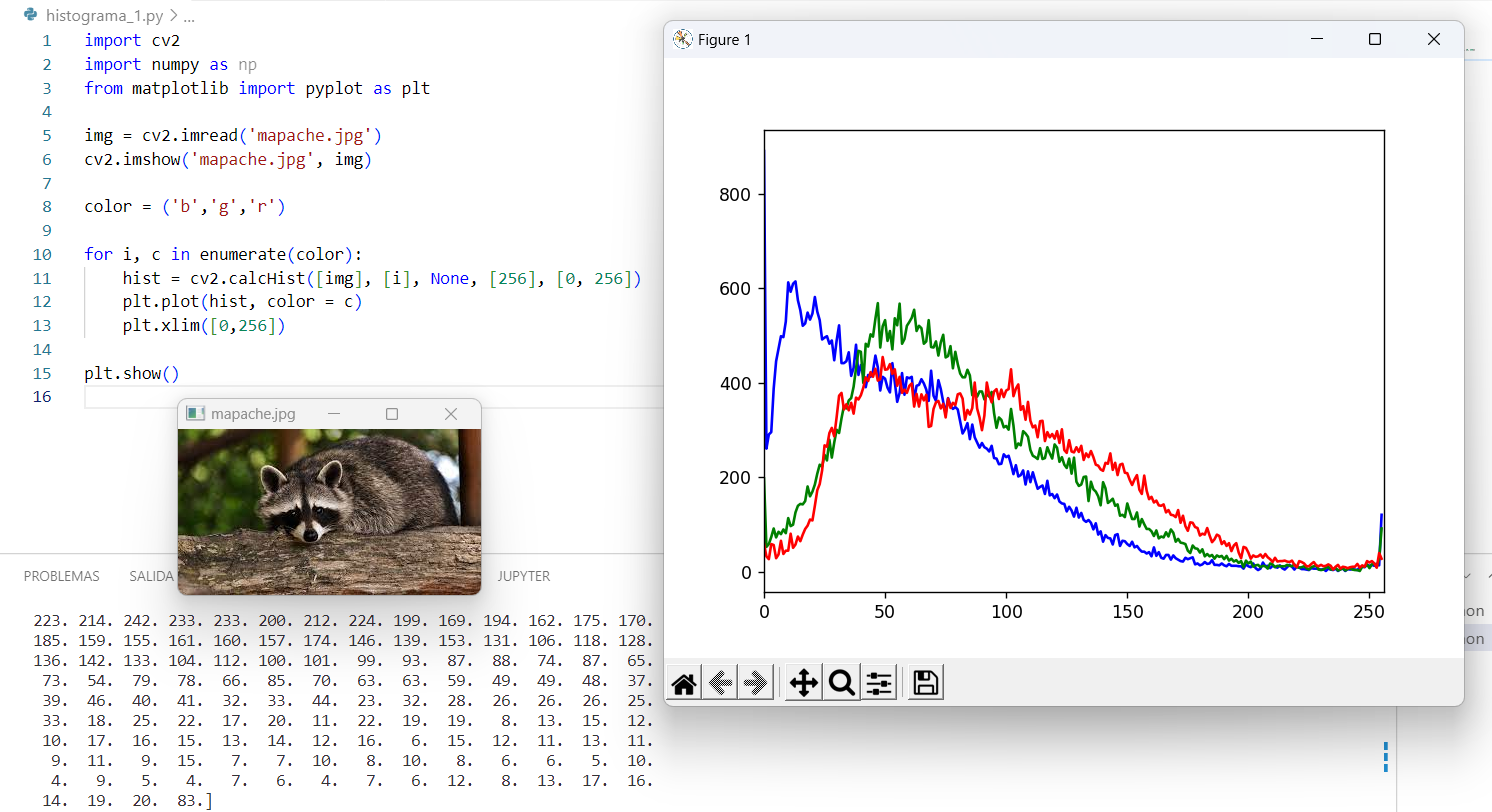 histograma_1.py > ...
1 import cv2
2 import numpy as np
3 from matplotlib import pyplot as plt
4
5 img = cv2.imread('mapache.jpg')
6 cv2.imshow('mapache.jpg', img)
7
8 color = ('b','g','r')
9
10 for i, c in enumerate(color):
11 hist = cv2.calcHist([img], [i], None, [256], [0, 256])
12 plt.plot(hist, color = c)
13 plt.xlim([0,256])
14
15 plt.show()
16
mapache.jpg
PROBLEMAS SALIDA JUPYTER
223. 214. 242. 233. 233. 200. 212. 224. 199. 169. 194. 162. 175. 170.
185. 159. 155. 161. 160. 157. 174. 146. 139. 153. 131. 106. 118. 128.
136. 142. 133. 104. 112. 100. 101. 99. 93. 87. 88. 74. 87. 65.
73. 54. 79. 78. 66. 85. 70. 63. 63. 59. 49. 49. 48. 37.
39. 46. 40. 41. 32. 33. 44. 23. 32. 28. 26. 26. 26. 25.
33. 18. 25. 22. 17. 20. 11. 22. 19. 19. 8. 13. 15. 12.
10. 17. 16. 15. 13. 14. 12. 16. 6. 15. 12. 11. 13. 11.
9. 11. 9. 15. 7. 7. 10. 8. 10. 8. 6. 6. 5. 10.
4. 9. 5. 4. 7. 6. 4. 7. 6. 12. 8. 13. 17. 16.
14. 19. 20. 83.]
Figure 1
800
600
400
200
0
0 50 100 150 200 250
on
on